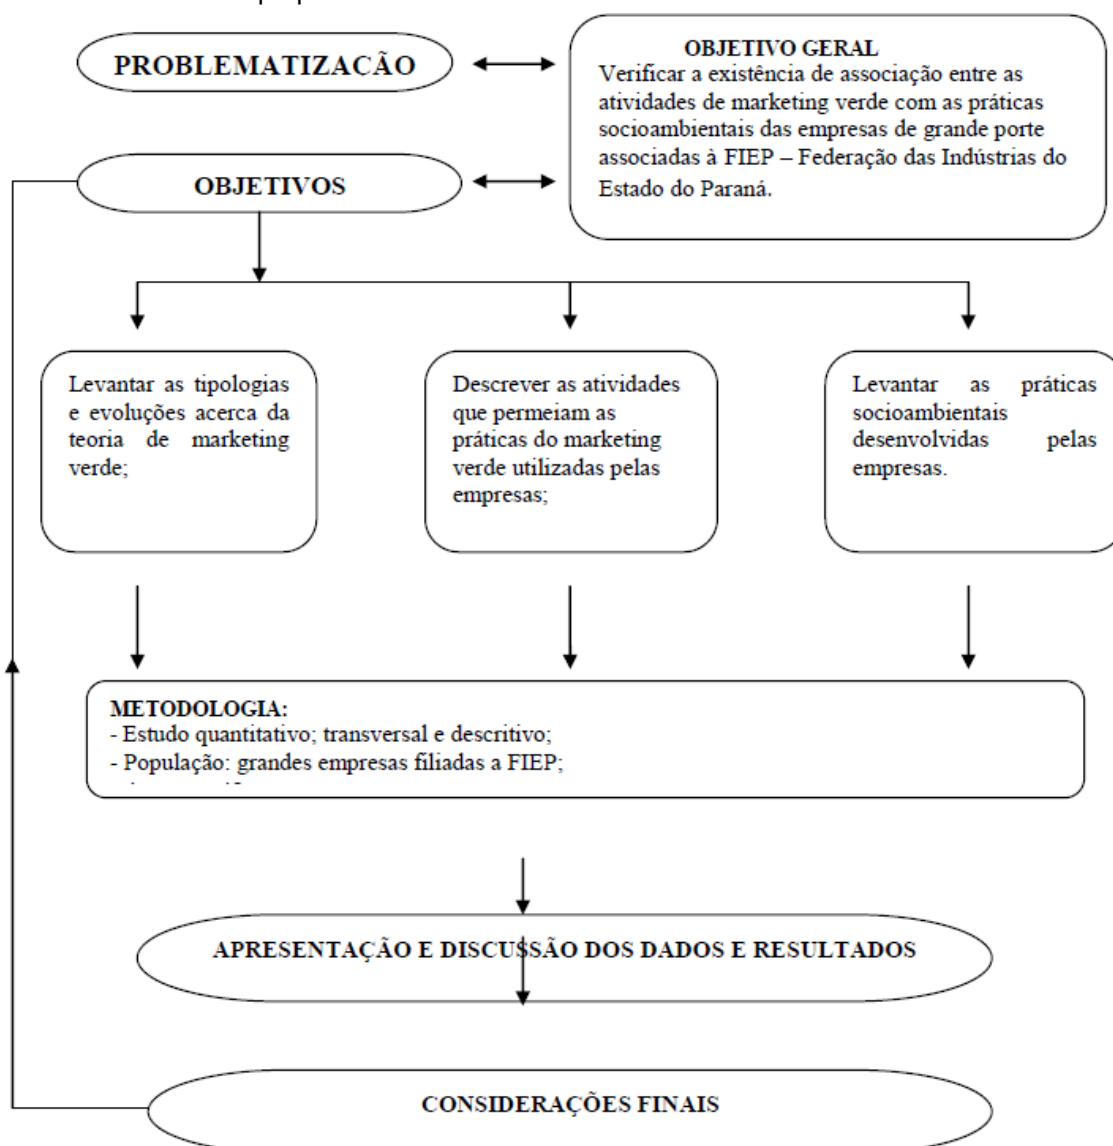 PROBLEMATIZAÇÃO
OBJETIVO GERAL
Verificar a existência de associação entre as
atividades de marketing verde com as práticas
socioambientais das empresas de grande porte
associadas à FIEP – Federação das Indústrias do
Estado do Paraná.
OBJETIVOS
Levantar as tipologias
e evoluções acerca da
teoria de marketing
verde;
Descrever as atividades
que permeiam as
práticas do marketing
verde utilizadas pelas
empresas;
Levantar as práticas
socioambientais
desenvolvidas pelas
empresas.
METODOLOGIA:
- Estudo quantitativo; transversal e descritivo;
- População: grandes empresas filiadas a FIEP;
APRESENTAÇÃO E DISCUSSÃO DOS DADOS E RESULTADOS
CONSIDERAÇÕES FINAIS